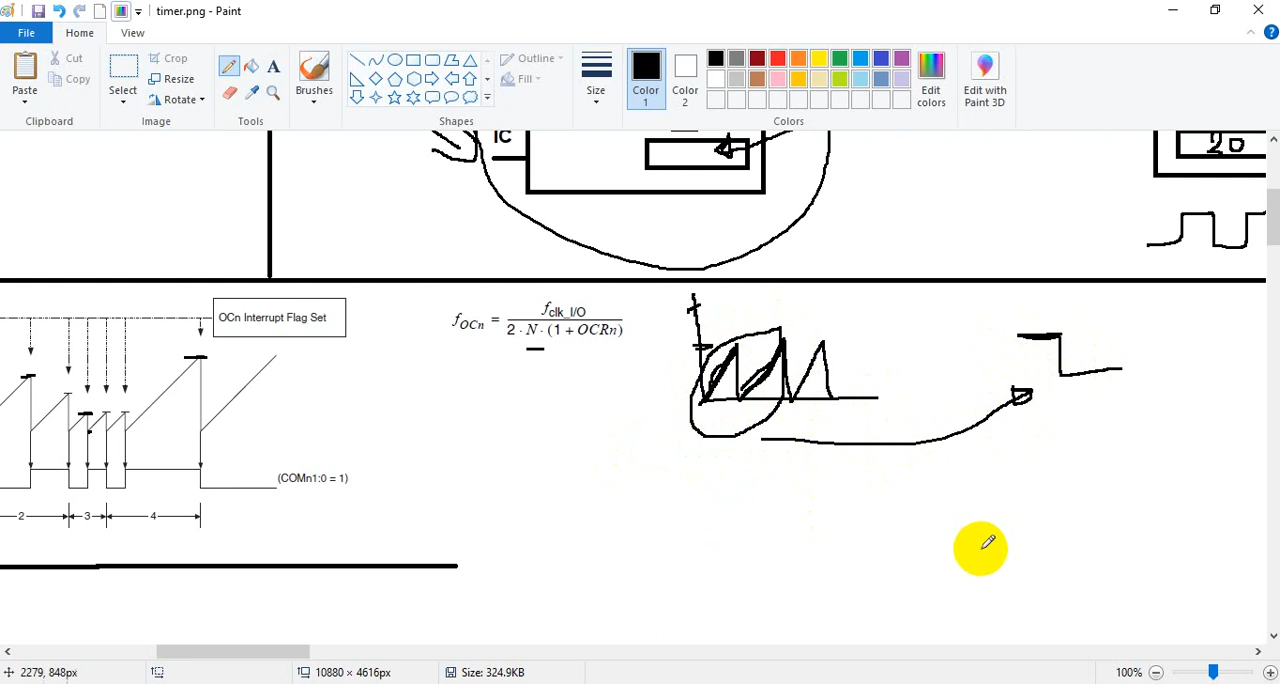 timer.png - Paint
File Home View
Paste Cut Copy Select Crop Resize Rotate A Brushes Outline Fill Size Color 1 Color 2 Edit colors Edit with Paint 3D
Clipboard Image Tools Shapes Colors
IC
20
OCn Interrupt Flag Set
f_OCn = f_clk_I/O / 2 · N · (1 + OCRn)
(COMn1:0 = 1)
2 3 4
2279, 848px 10880 × 4616px Size: 324.9KB 100%